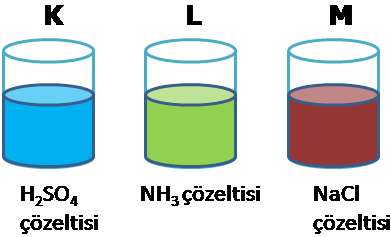 K L M
H₂SO₄ NH₃ çözeltisi NaCl
çözeltisi çözeltisi